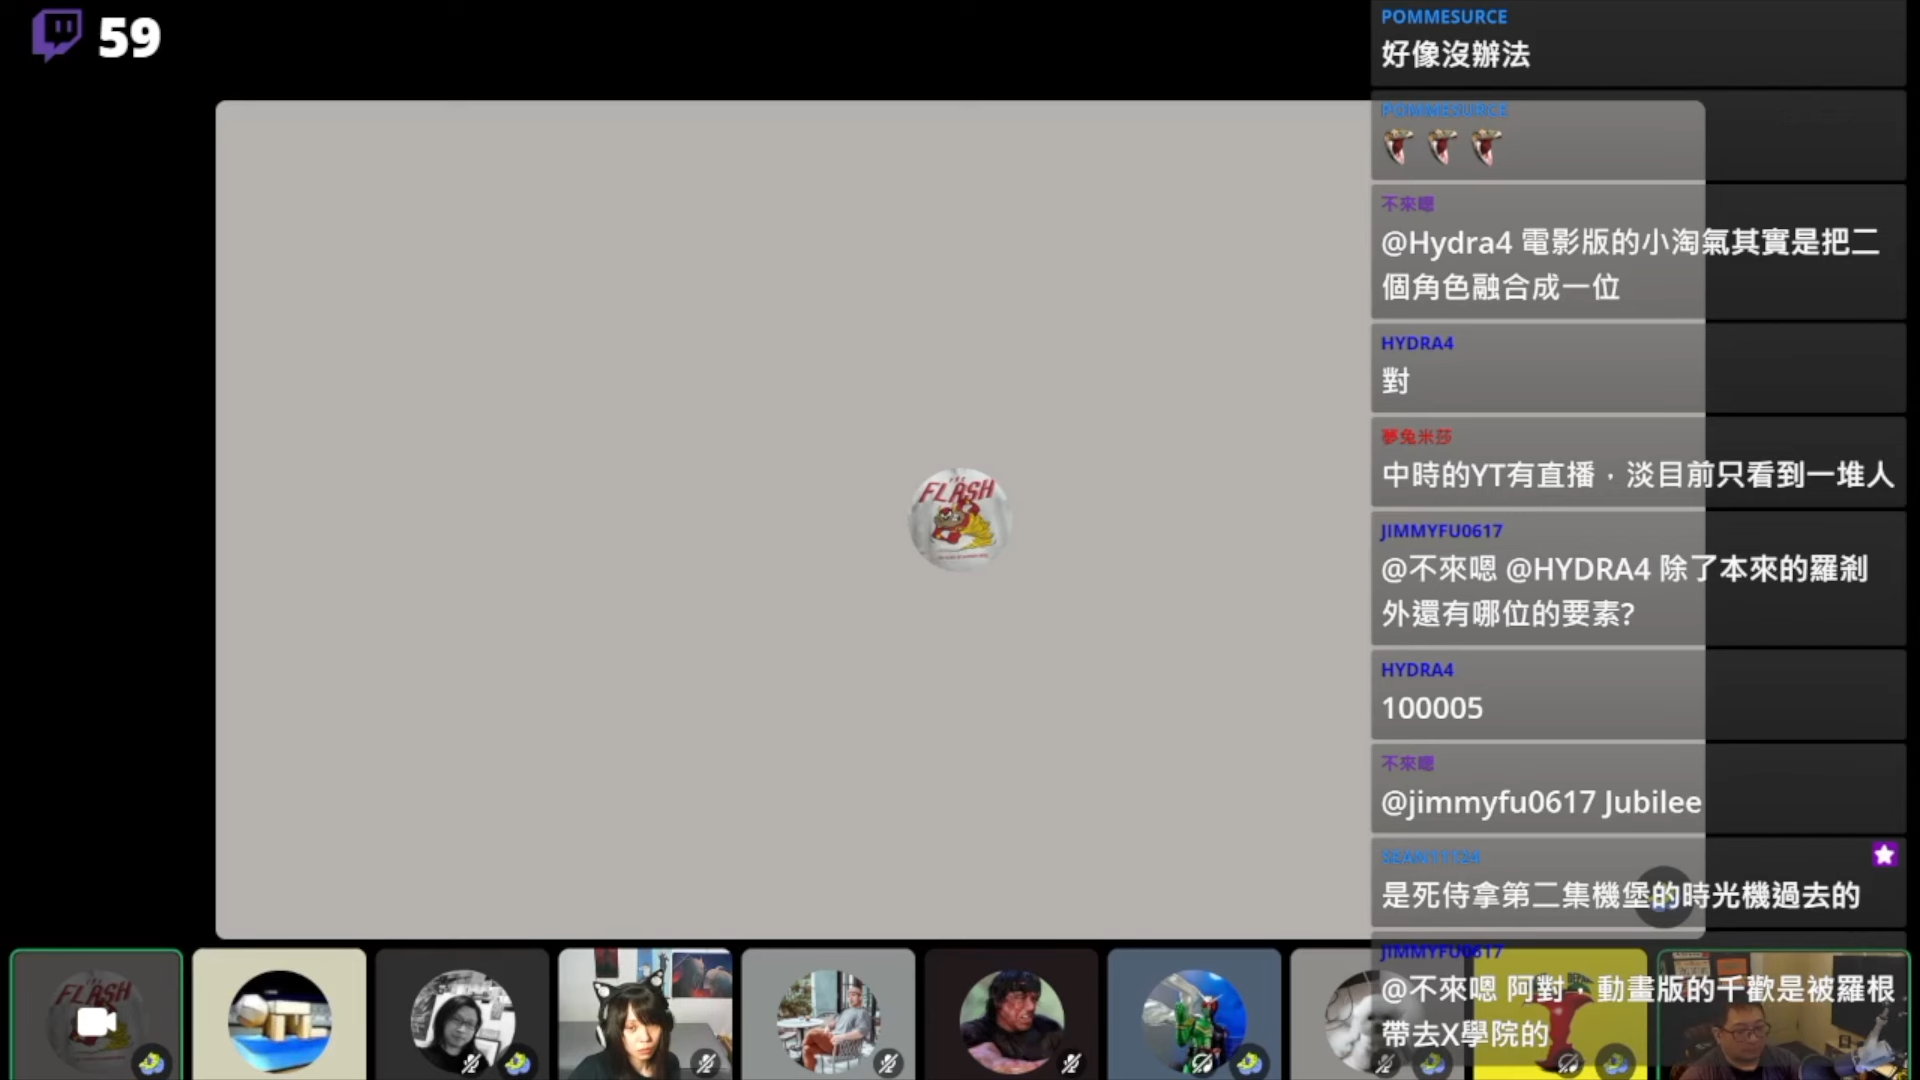 59
POMMESURCE
好像沒辦法
POMMESURCE
不來嗯
@Hydra4 電影版的小淘氣其實是把二
個角色融合成一位
HYDRA4
對
夢兔米莎
中時的YT有直播，淡目前只看到一堆人
JIMMYFU0617
@不來嗯 @HYDRA4 除了本來的羅剎
外還有哪位的要素?
HYDRA4
100005
不來嗯
@jimmyfu0617 Jubilee
SEAN11124
是死侍拿第二集機堡的時光機過去的
JIMMYFU0617
@不來嗯 阿對，動畫版的千歡是被羅根
帶去X學院的
THE
FLASH
FLASH